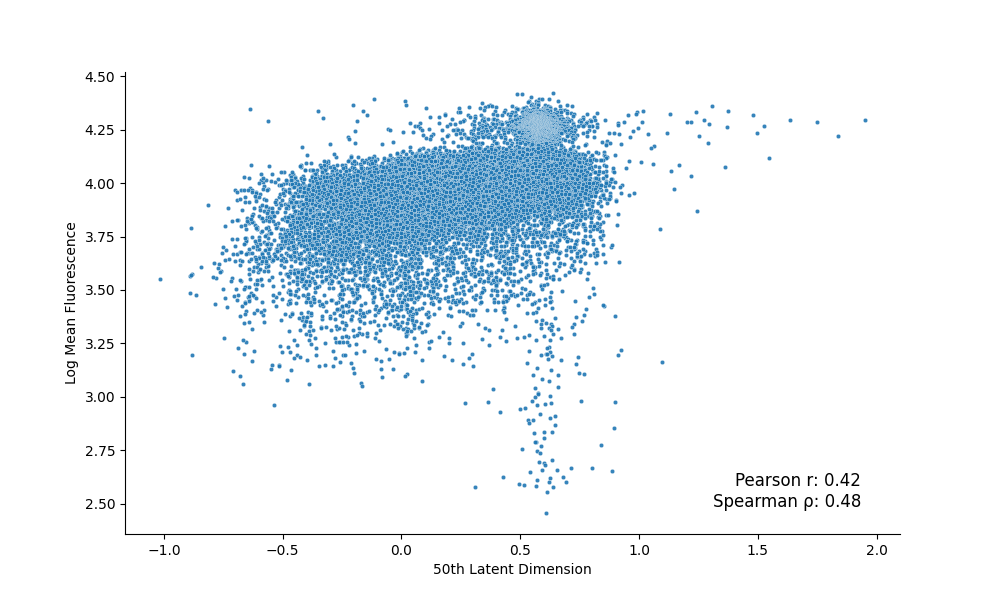 4.50
4.25
4.00
3.75
3.50
3.25
3.00
2.75
2.50
Log Mean Fluorescence
Pearson r: 0.42
Spearman ρ: 0.48
−1.0 −0.5 0.0 0.5 1.0 1.5 2.0
50th Latent Dimension